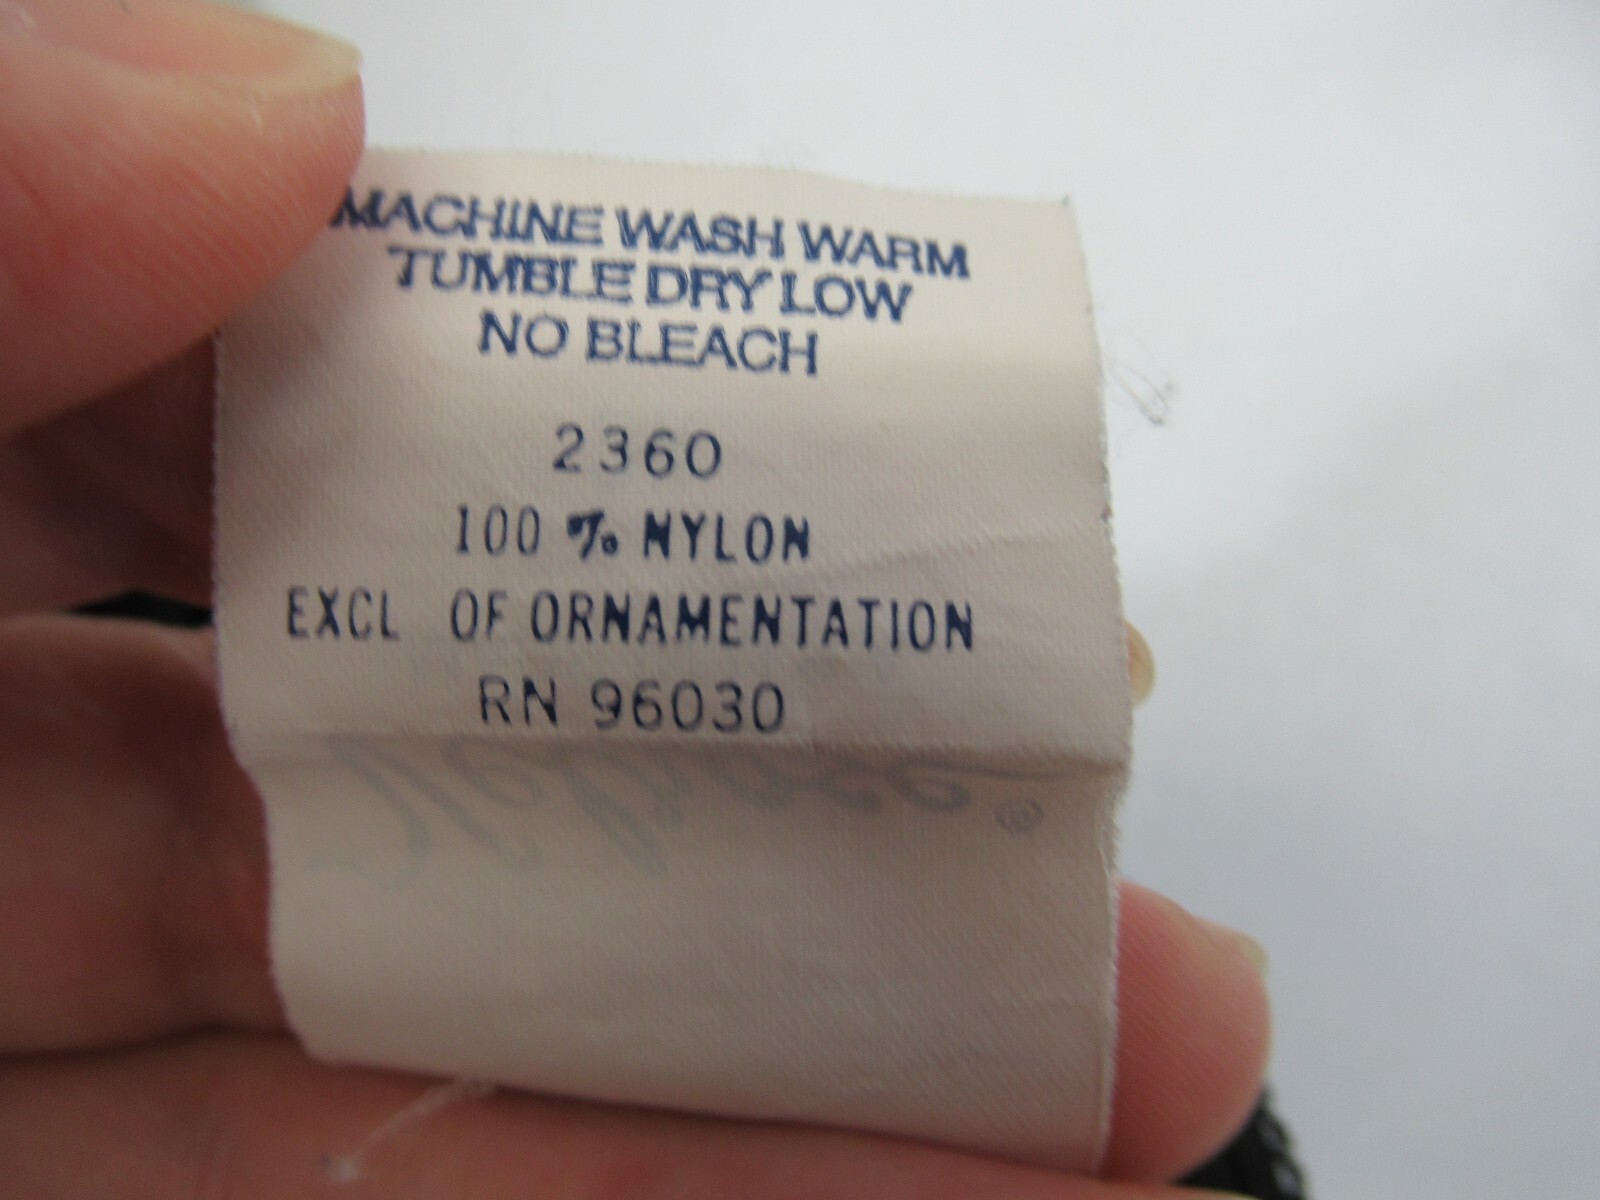 MACHINE WASH WARM
TUMBLE DRY LOW
NO BLEACH
2360
100 % NYLON
EXCL OF ORNAMENTATION
RN 96030
®